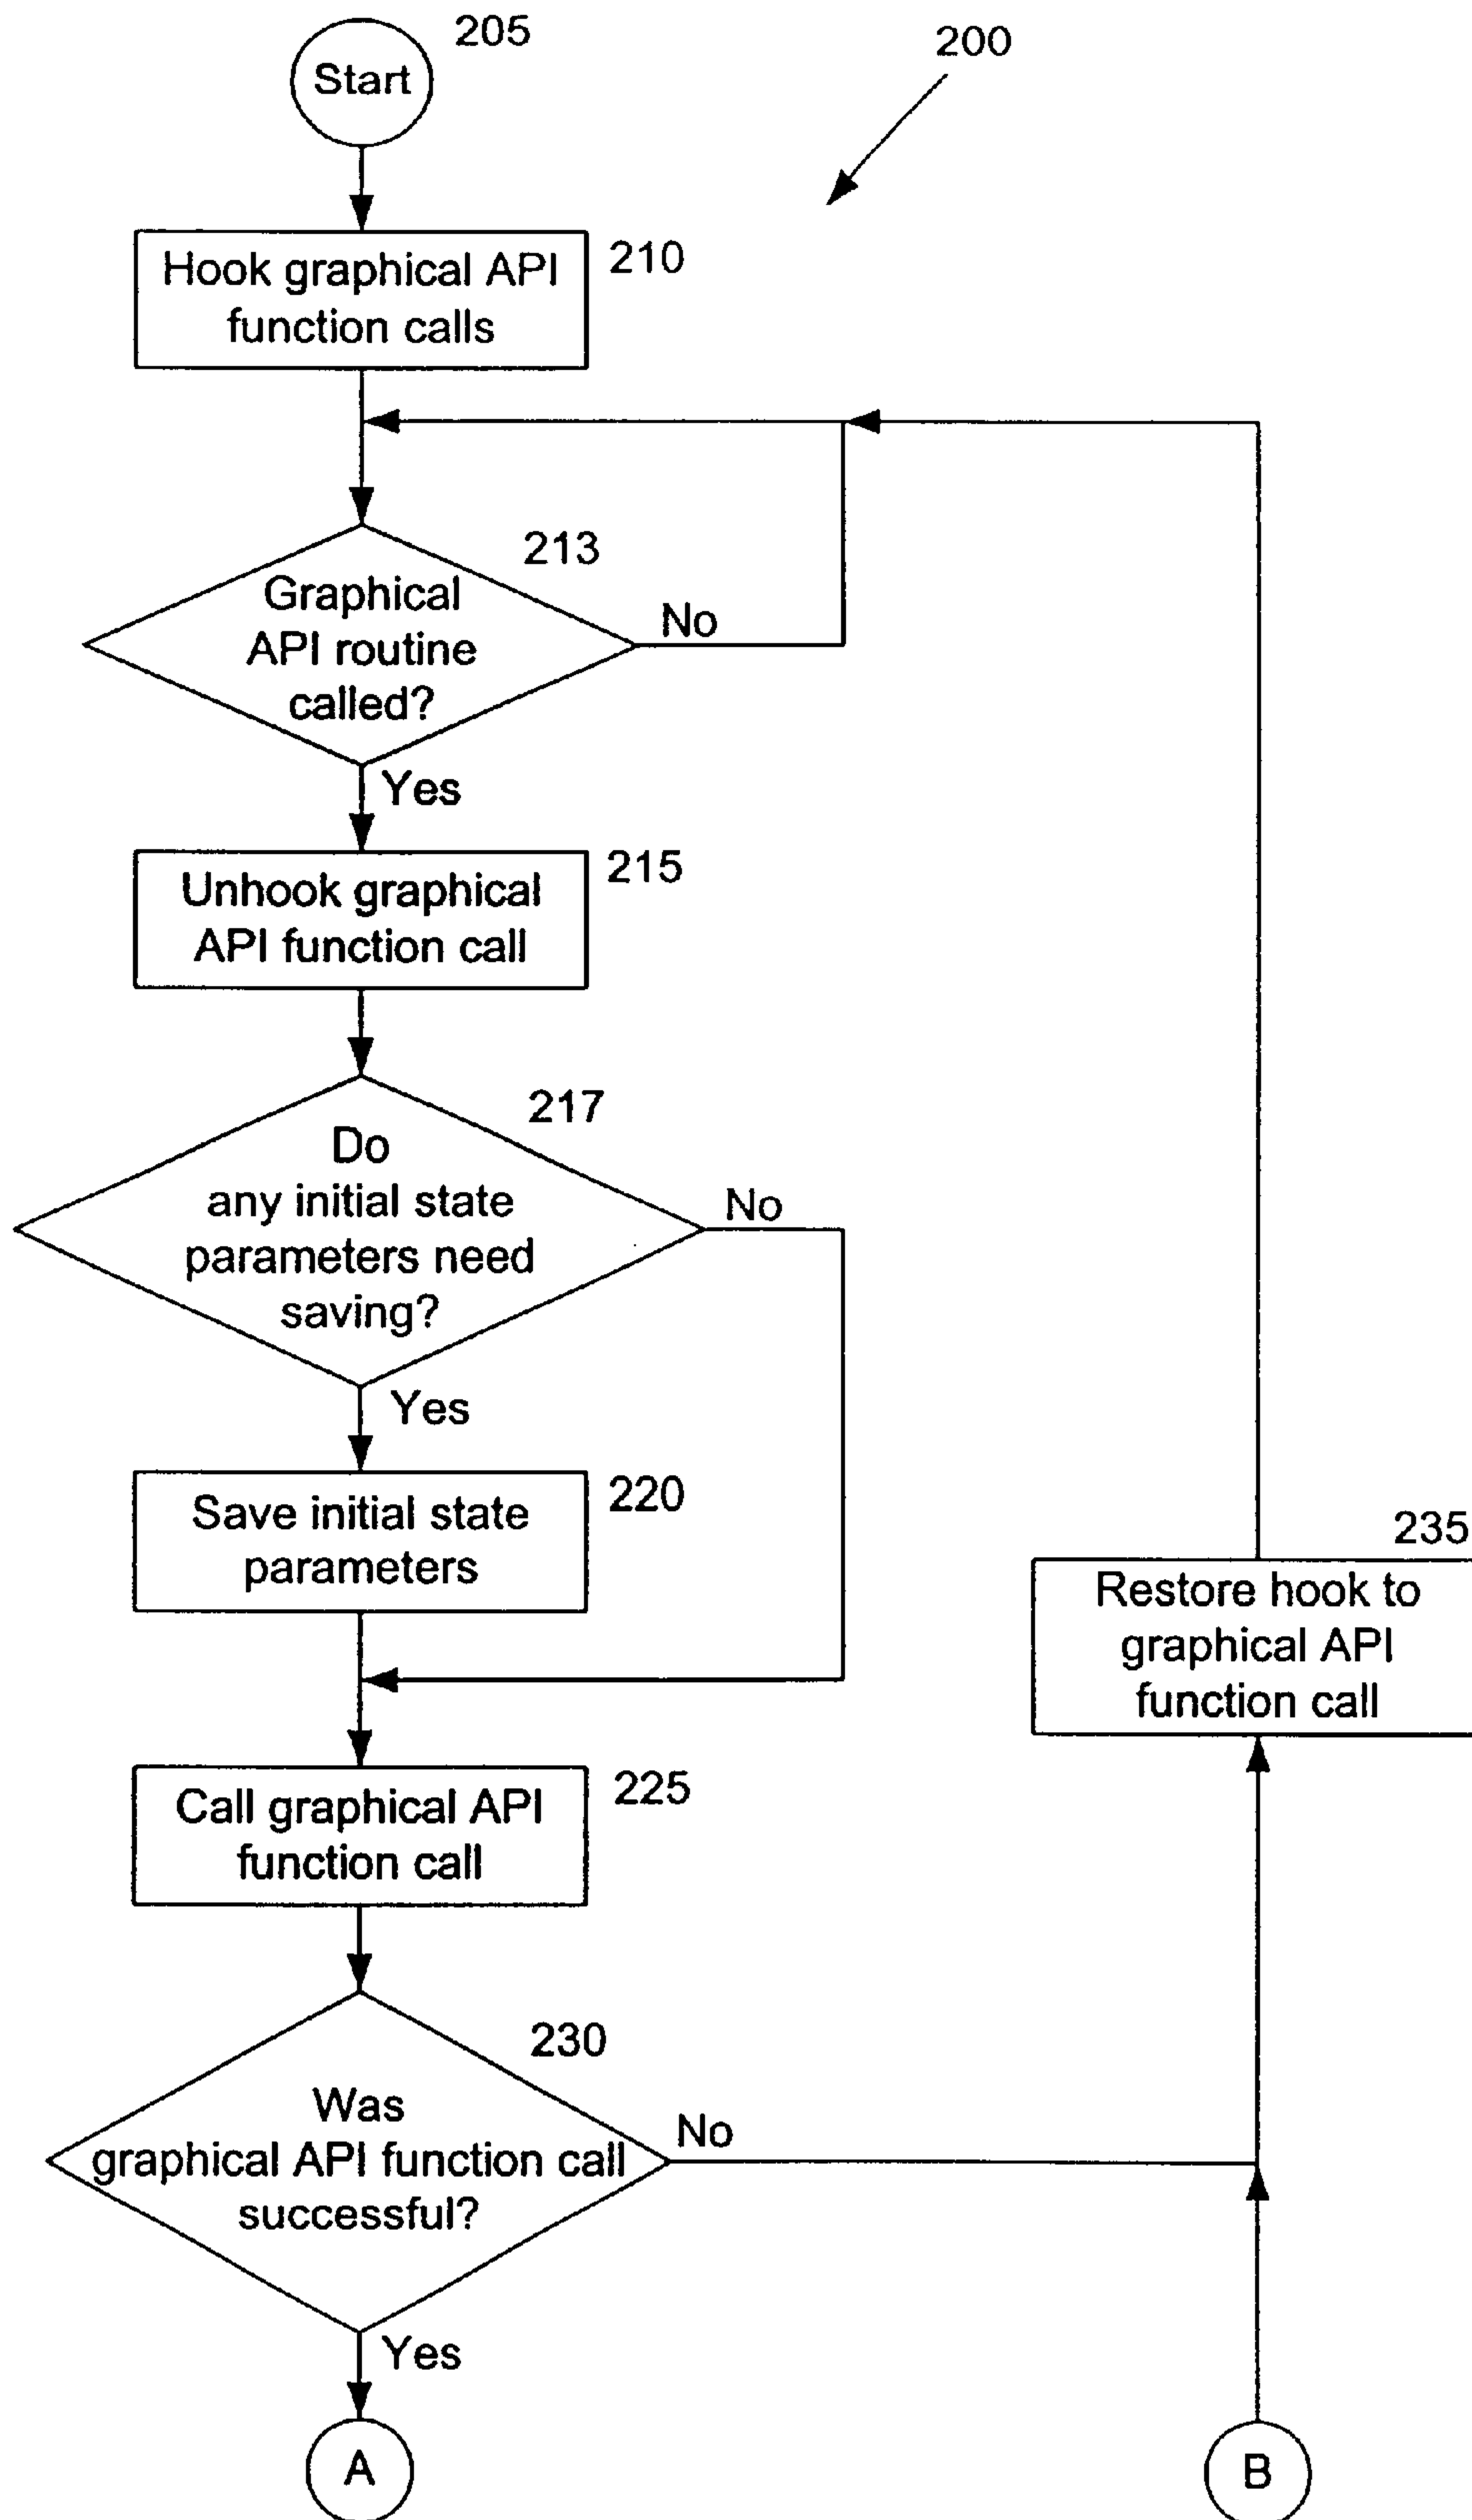 205
Start
200
Hook graphical API
function calls
210
213
Graphical
API routine
called?
No
Yes
Unhook graphical
API function call
215
217
Do
any initial state
parameters need
saving?
No
Yes
Save initial state
parameters
220
235
Restore hook to
graphical API
function call
Call graphical API
function call
225
230
Was
graphical API function call
successful?
No
Yes
A
B